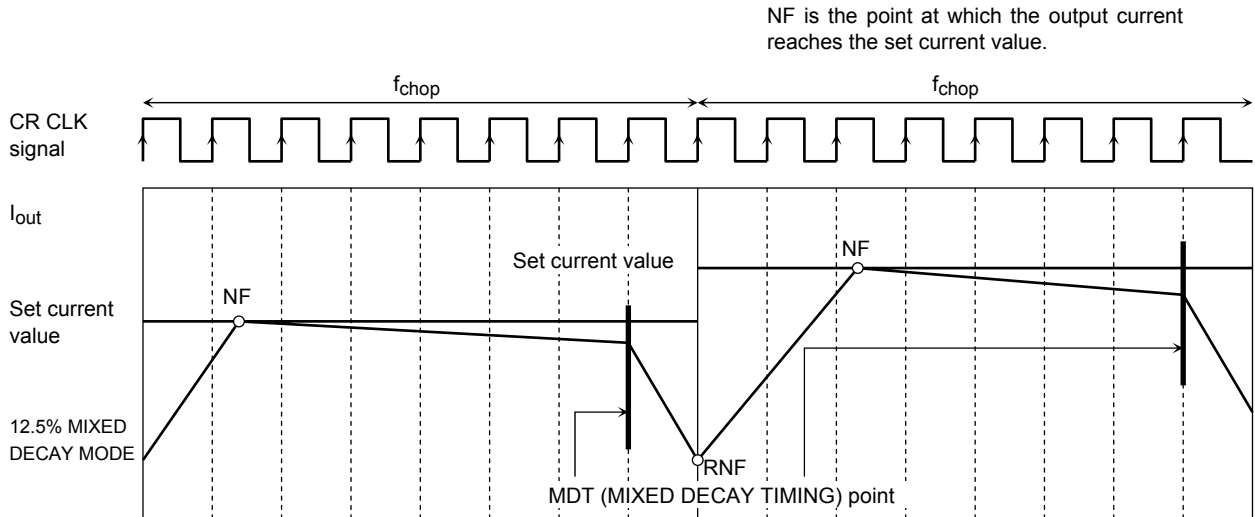 NF is the point at which the output current
reaches the set current value.
fchop
fchop
CR CLK
signal
Iout
NF
Set current value
NF
Set current
value
12.5% MIXED
DECAY MODE
RNF
MDT (MIXED DECAY TIMING) point